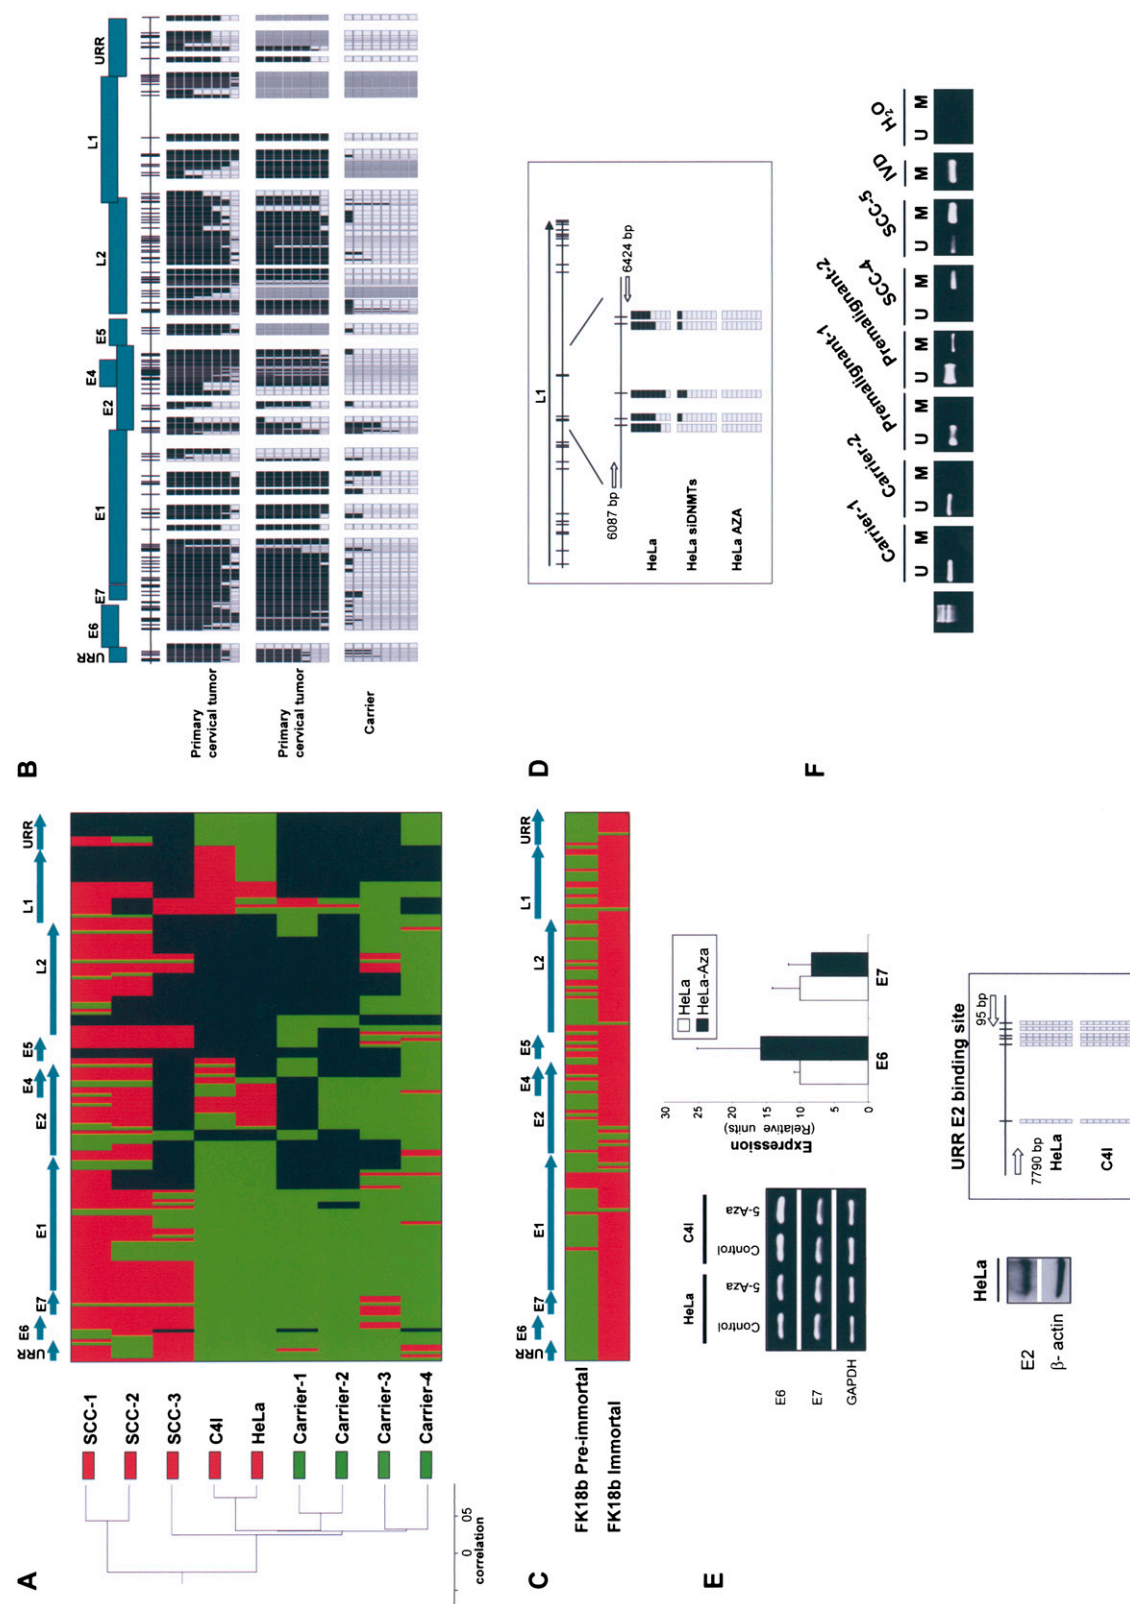 A
URR E6 E7 E1 E2 E4 E5 L2 L1 URR
SCC-1
SCC-2
SCC-3
C4I
HeLa
Carrier-1
Carrier-2
Carrier-3
Carrier-4
0 05
correlation
B
URR E6 E7 E1 E2 E4 E5 L2 L1 URR
Primary
cervical tumor
Primary
cervical tumor
Carrier
C
URR E6 E7 E1 E2 E4 E5 L2 L1 URR
FK18b Pre-immortal
FK18b Immortal
D
L1
6087 bp
6424 bp
HeLa
HeLa siDNMTs
HeLa AZA
E
HeLa C4I
Control 5-Aza Control 5-Aza
E6
E7
GAPDH
Expression
(Relative units)
30
25
20
15
10
5
0
E6 E7
HeLa
HeLa-Aza
HeLa
E2
β- actin
URR E2 binding site
7790 bp
95 bp
HeLa
C4I
F
Carrier-1 Carrier-2 Premalignant-1 Premalignant-2 SCC-4 SCC-5 IVD H₂O
U M U M U M U M U M U M M U M